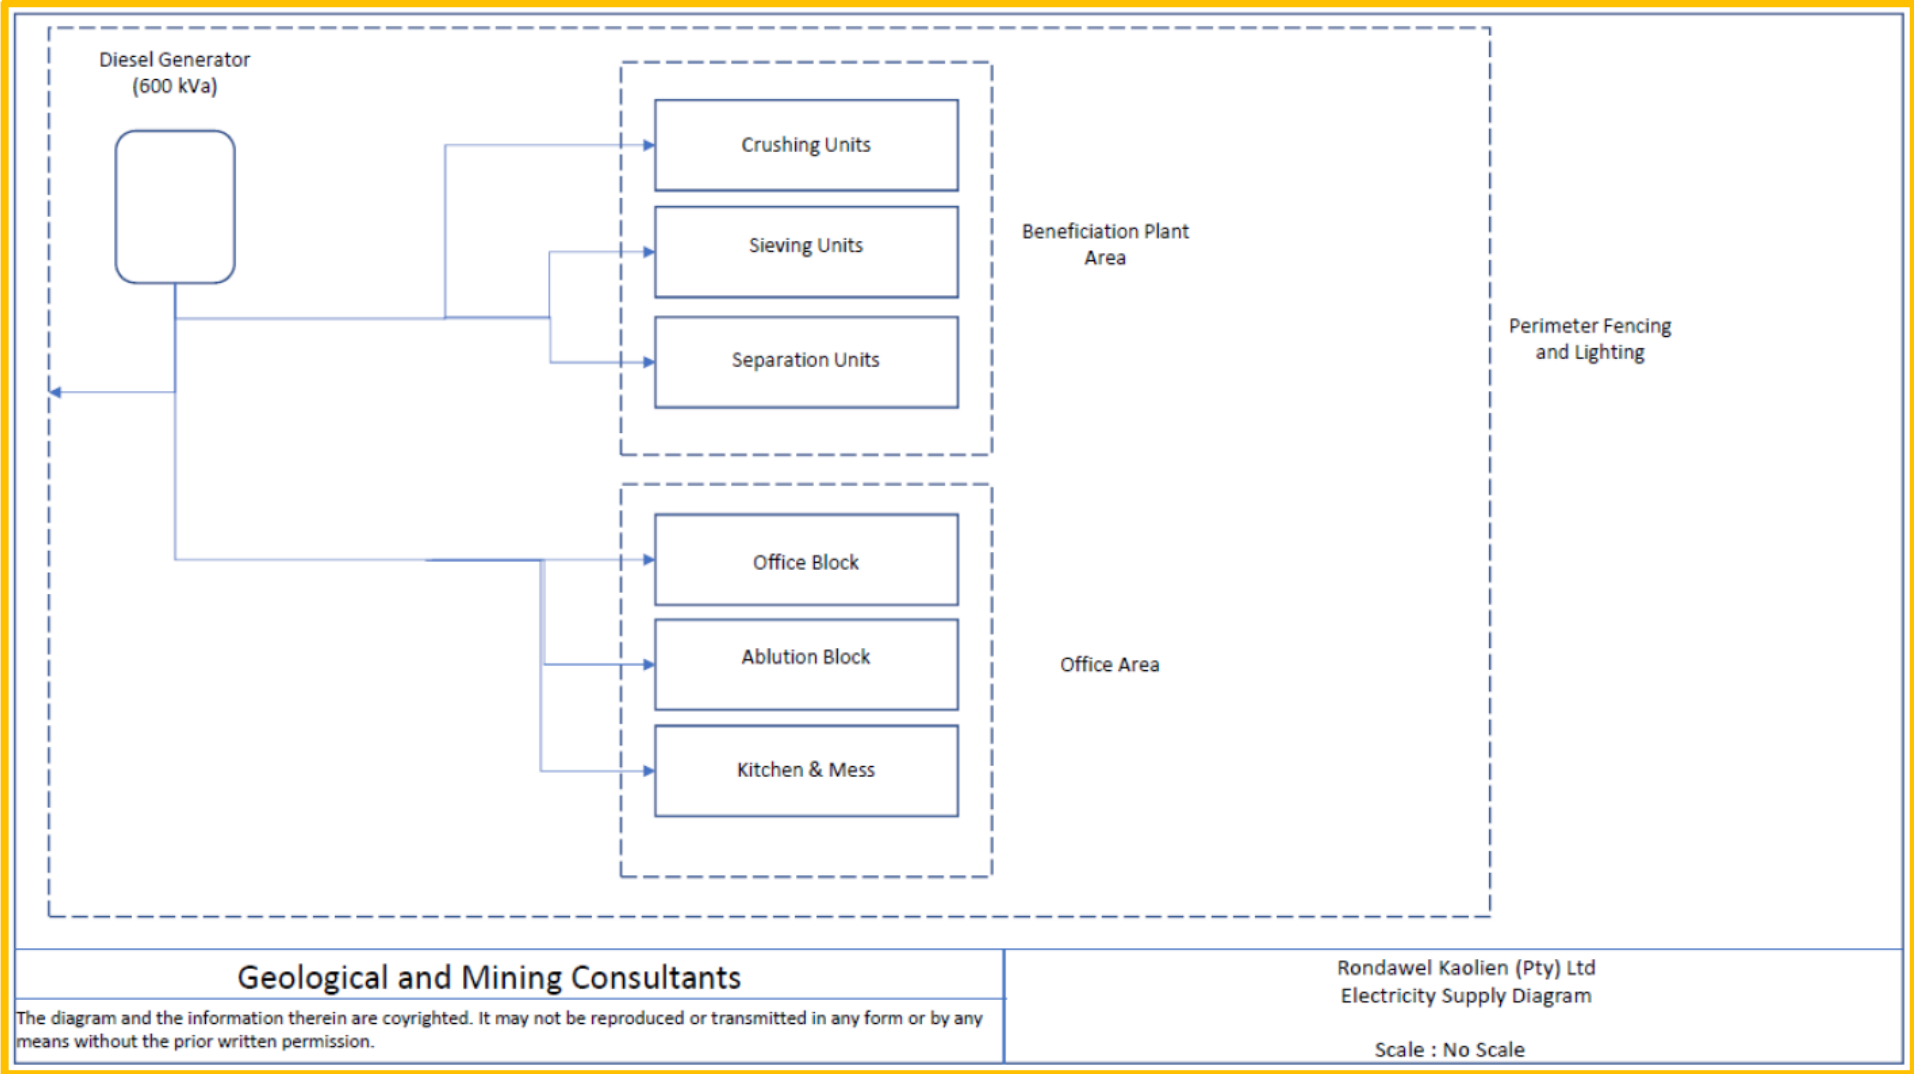 Diesel Generator
(600 kVa)
Crushing Units
Sieving Units
Separation Units
Beneficiation Plant
Area
Perimeter Fencing
and Lighting
Office Block
Ablution Block
Kitchen & Mess
Office Area
Geological and Mining Consultants
The diagram and the information therein are coyrighted. It may not be reproduced or transmitted in any form or by any
means without the prior written permission.
Rondawel Kaolien (Pty) Ltd
Electricity Supply Diagram
Scale : No Scale